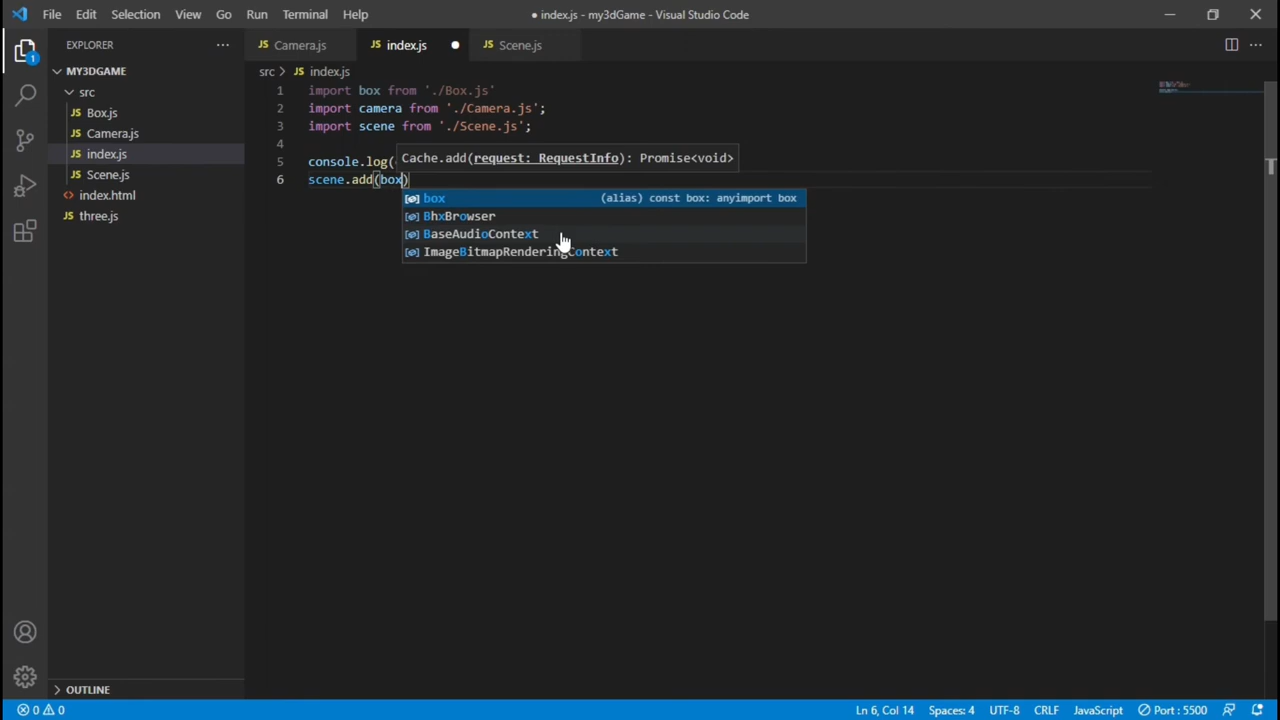 File Edit Selection View Go Run Terminal Help
● index.js - my3dGame - Visual Studio Code
EXPLORER
1
MY3DGAME
src
JS Box.js
JS Camera.js
JS index.js
JS Scene.js
<> index.html
JS three.js
OUTLINE
JS Camera.js
JS index.js
JS Scene.js
src > JS index.js
1 import box from './Box.js'
2 import camera from './Camera.js';
3 import scene from './Scene.js';
4
5 console.log(
Cache.add(request: RequestInfo): Promise<void>
6 scene.add(box)
box (alias) const box: anyimport box
BhxBrowser
BaseAudioContext
ImageBitmapRenderingContext
0 0
Ln 6, Col 14 Spaces: 4 UTF-8 CRLF JavaScript Port : 5500